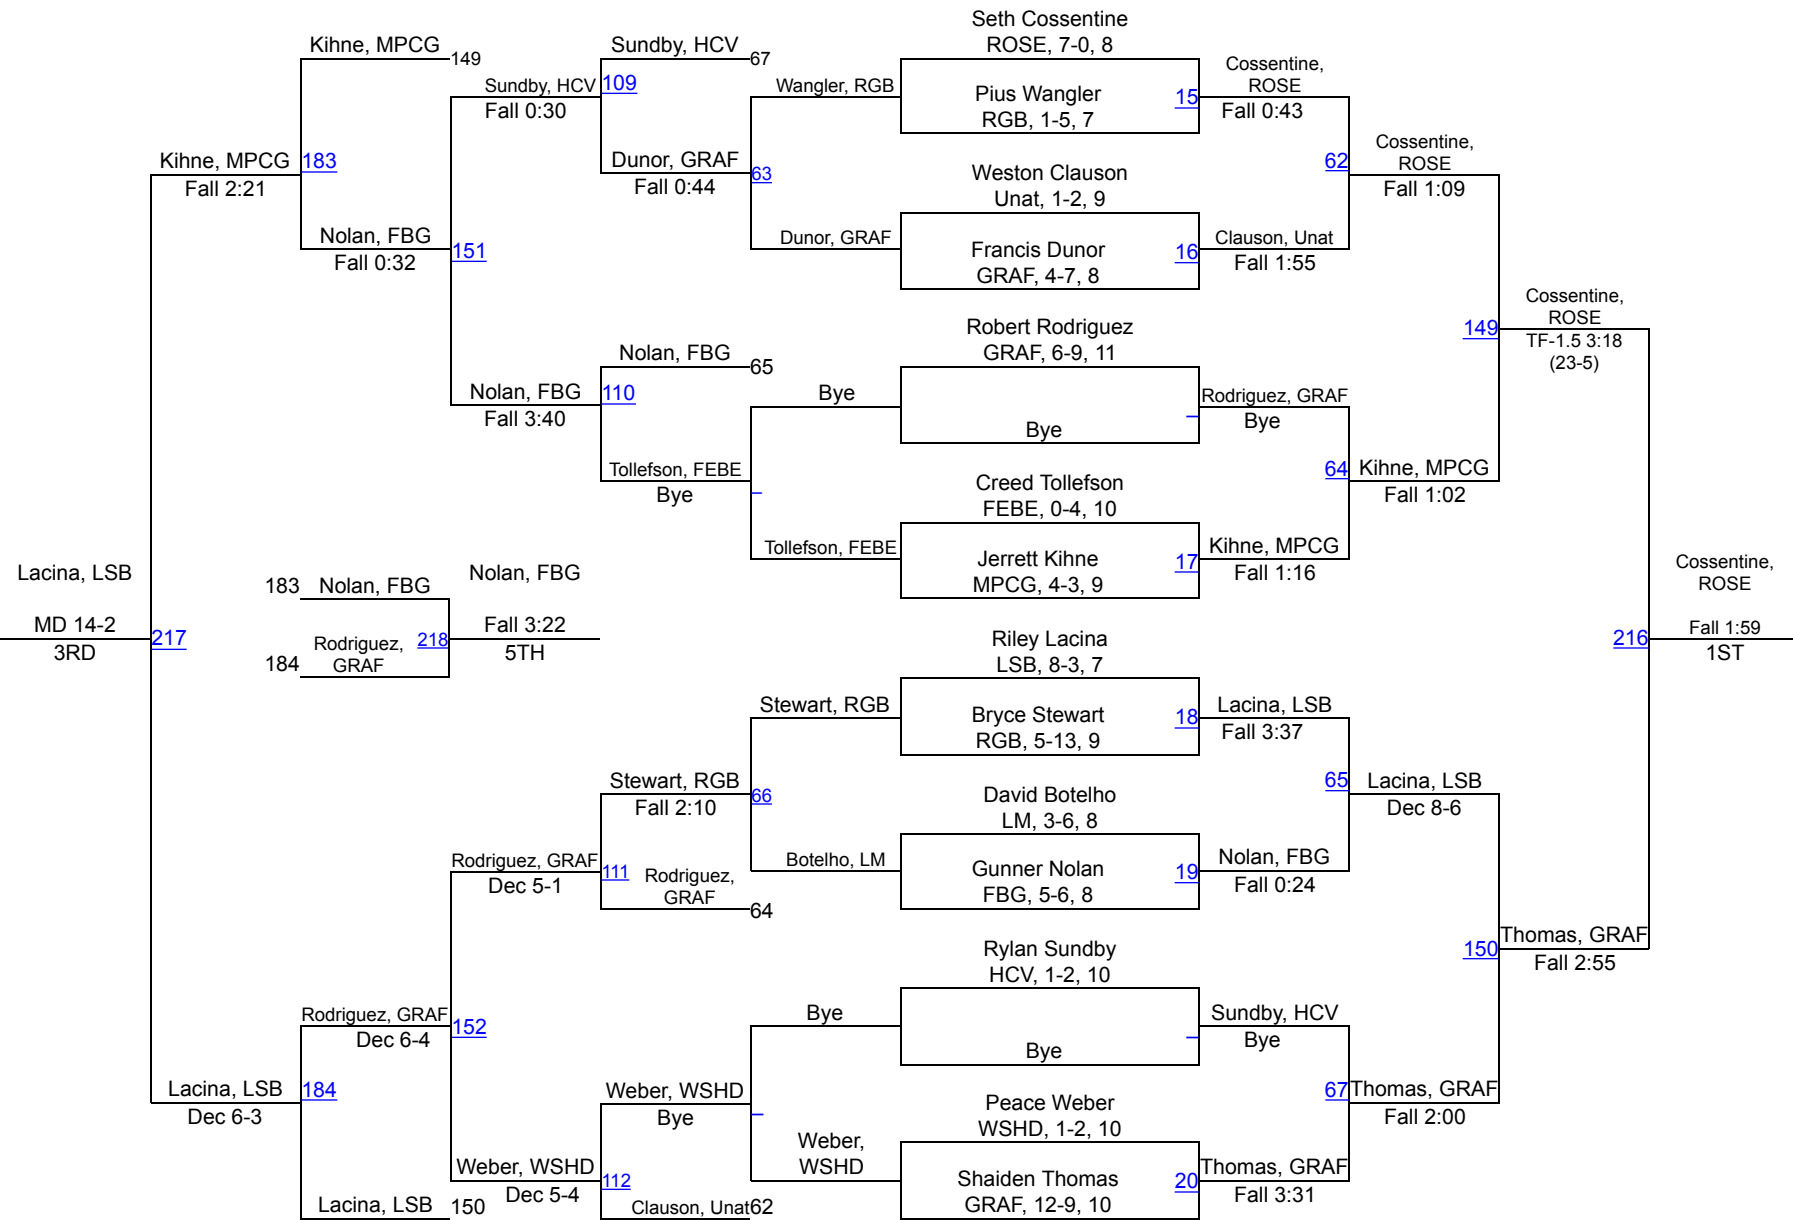 Seth Cossentine
ROSE, 7-0, 8
Pius Wangler
RGB, 1-5, 7
15
Weston Clauson
Unat, 1-2, 9
Francis Dunor
GRAF, 4-7, 8
16
Robert Rodriguez
GRAF, 6-9, 11
Bye
Creed Tollefson
FEBE, 0-4, 10
Jerrett Kihne
MPCG, 4-3, 9
17
Riley Lacina
LSB, 8-3, 7
Bryce Stewart
RGB, 5-13, 9
18
David Botelho
LM, 3-6, 8
Gunner Nolan
FBG, 5-6, 8
19
Rylan Sundby
HCV, 1-2, 10
Bye
Peace Weber
WSHD, 1-2, 10
Shaiden Thomas
GRAF, 12-9, 10
20
Cossentine,
ROSE
Fall 0:43
62
Clauson, Unat
Fall 1:55
Rodriguez, GRAF
Bye
64
Kihne, MPCG
Fall 1:16
Lacina, LSB
Fall 3:37
65
Nolan, FBG
Fall 0:24
Sundby, HCV
Bye
67
Thomas, GRAF
Fall 3:31
Cossentine,
ROSE
Fall 1:09
149
Kihne, MPCG
Fall 1:02
Lacina, LSB
Dec 8-6
150
Thomas, GRAF
Fall 2:00
Cossentine,
ROSE
TF-1.5 3:18
(23-5)
216
Thomas, GRAF
Fall 2:55
Cossentine,
ROSE
Fall 1:59
1ST
Wangler, RGB
63
Dunor, GRAF
Bye
Tollefson, FEBE
Stewart, RGB
66
Botelho, LM
Bye
Weber,
WSHD
Sundby, HCV
67
109
Dunor, GRAF
Fall 0:44
Nolan, FBG
65
110
Tollefson, FEBE
Bye
Stewart, RGB
Fall 2:10
111
Rodriguez,
GRAF
64
Weber, WSHD
Bye
112
Clauson, Unat
62
Sundby, HCV
Fall 0:30
151
Nolan, FBG
Fall 3:40
Rodriguez, GRAF
Dec 5-1
152
Weber, WSHD
Dec 5-4
Kihne, MPCG
149
183
Nolan, FBG
Fall 0:32
Rodriguez, GRAF
Dec 6-4
184
Lacina, LSB
150
Kihne, MPCG
Fall 2:21
217
Lacina, LSB
Dec 6-3
Lacina, LSB
MD 14-2
3RD
183
Nolan, FBG
218
184
Rodriguez,
GRAF
Nolan, FBG
Fall 3:22
5TH